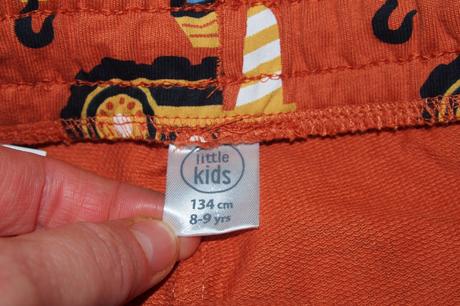 little
kids
134 cm
8-9 yrs